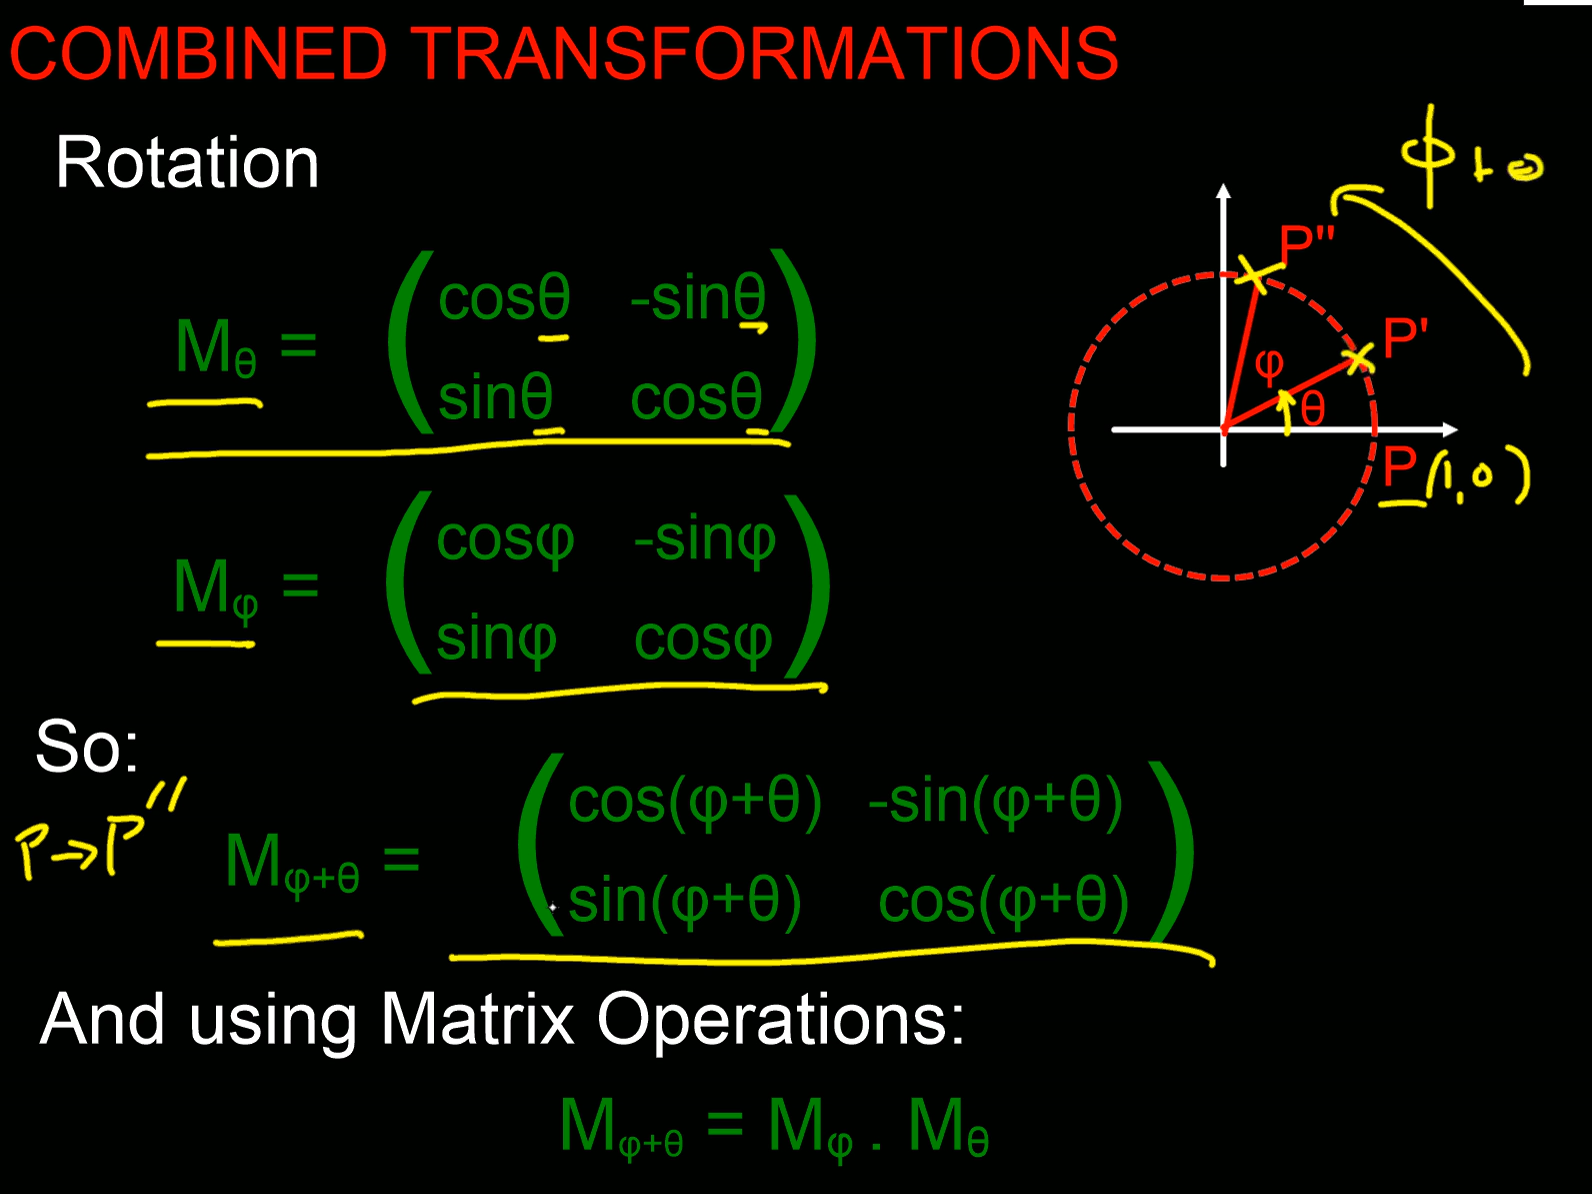 COMBINED TRANSFORMATIONS
Rotation
ϕ+θ
Mθ = (cosθ -sinθ
sinθ cosθ)
P''
P'
φ
θ
P(1,0)
Mφ = (cosφ -sinφ
sinφ cosφ)
So:
P→P''
Mφ+θ = (cos(φ+θ) -sin(φ+θ)
sin(φ+θ) cos(φ+θ))
And using Matrix Operations:
Mφ+θ = Mφ . Mθ